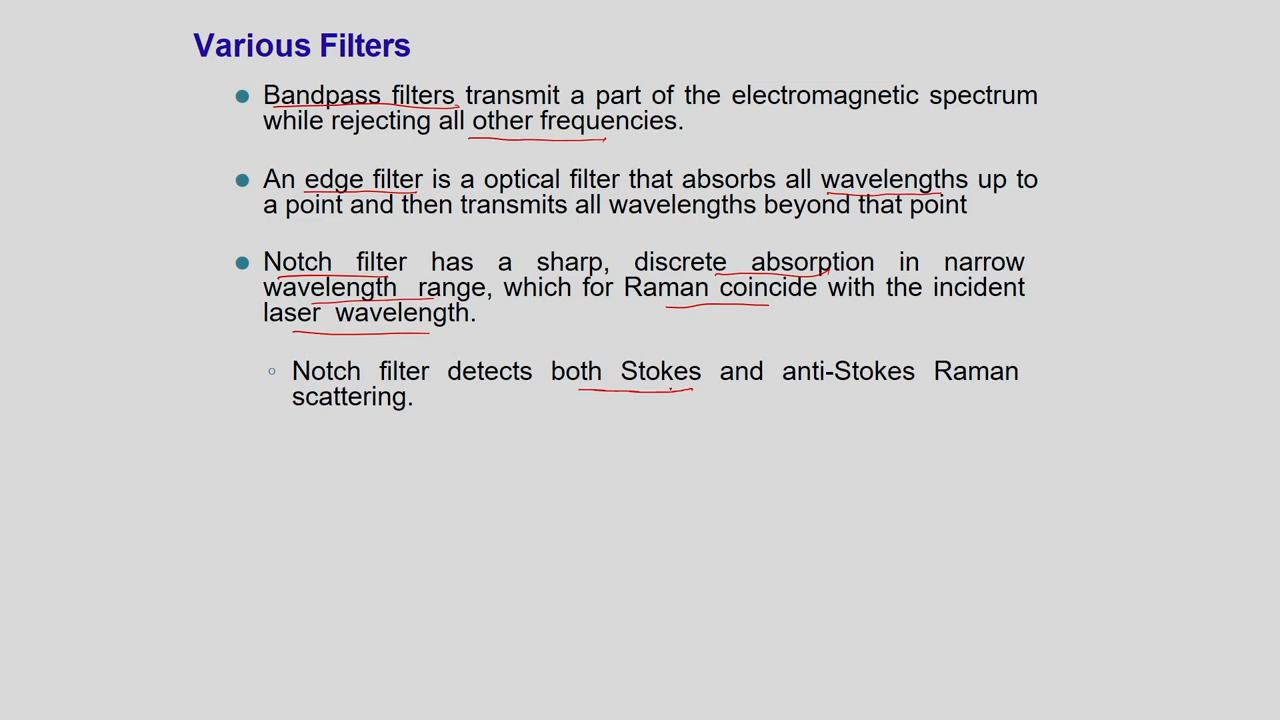 Various Filters
Bandpass filters transmit a part of the electromagnetic spectrum
while rejecting all other frequencies.
An edge filter is a optical filter that absorbs all wavelengths up to
a point and then transmits all wavelengths beyond that point
Notch filter has a sharp, discrete absorption in narrow
wavelength range, which for Raman coincide with the incident
laser wavelength.
Notch filter detects both Stokes and anti-Stokes Raman
scattering.